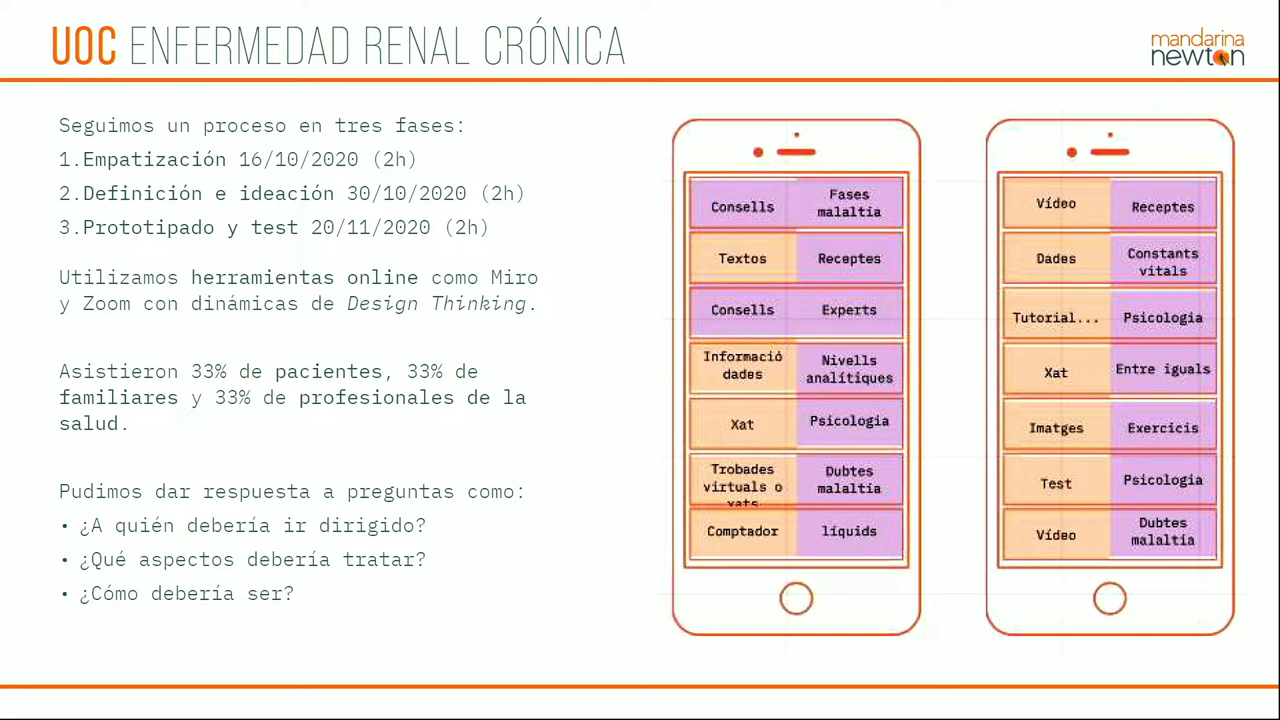 UOC ENFERMEDAD RENAL CRÓNICA
mandarina
newton
Seguimos un proceso en tres fases:
1.Empatización 16/10/2020 (2h)
2.Definición e ideación 30/10/2020 (2h)
3.Prototipado y test 20/11/2020 (2h)
Utilizamos herramientas online como Miro
y Zoom con dinámicas de Design Thinking.
Asistieron 33% de pacientes, 33% de
familiares y 33% de profesionales de la
salud.
Pudimos dar respuesta a preguntas como:
• ¿A quién debería ir dirigido?
• ¿Qué aspectos debería tratar?
• ¿Cómo debería ser?
Consells
Fases
malaltía
Textos
Receptes
Consells
Experts
Informació
dades
Nivells
analítiques
Xat
Psicologia
Trobades
virtuals o
xats
Dubtes
malaltía
Comptador
líquids
Vídeo
Receptes
Dades
Constants
vitals
Tutorial...
Psicologia
Xat
Entre iguals
Imatges
Exercicis
Test
Psicologia
Vídeo
Dubtes
malaltía